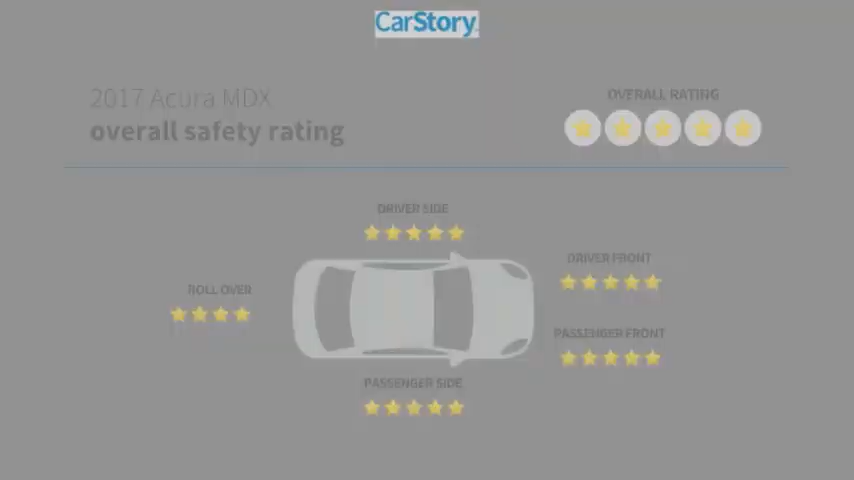 CarStory
2017 Acura MDX
overall safety rating
OVERALL RATING
DRIVER SIDE
DRIVER FRONT
ROLL OVER
PASSENGER FRONT
PASSENGER SIDE